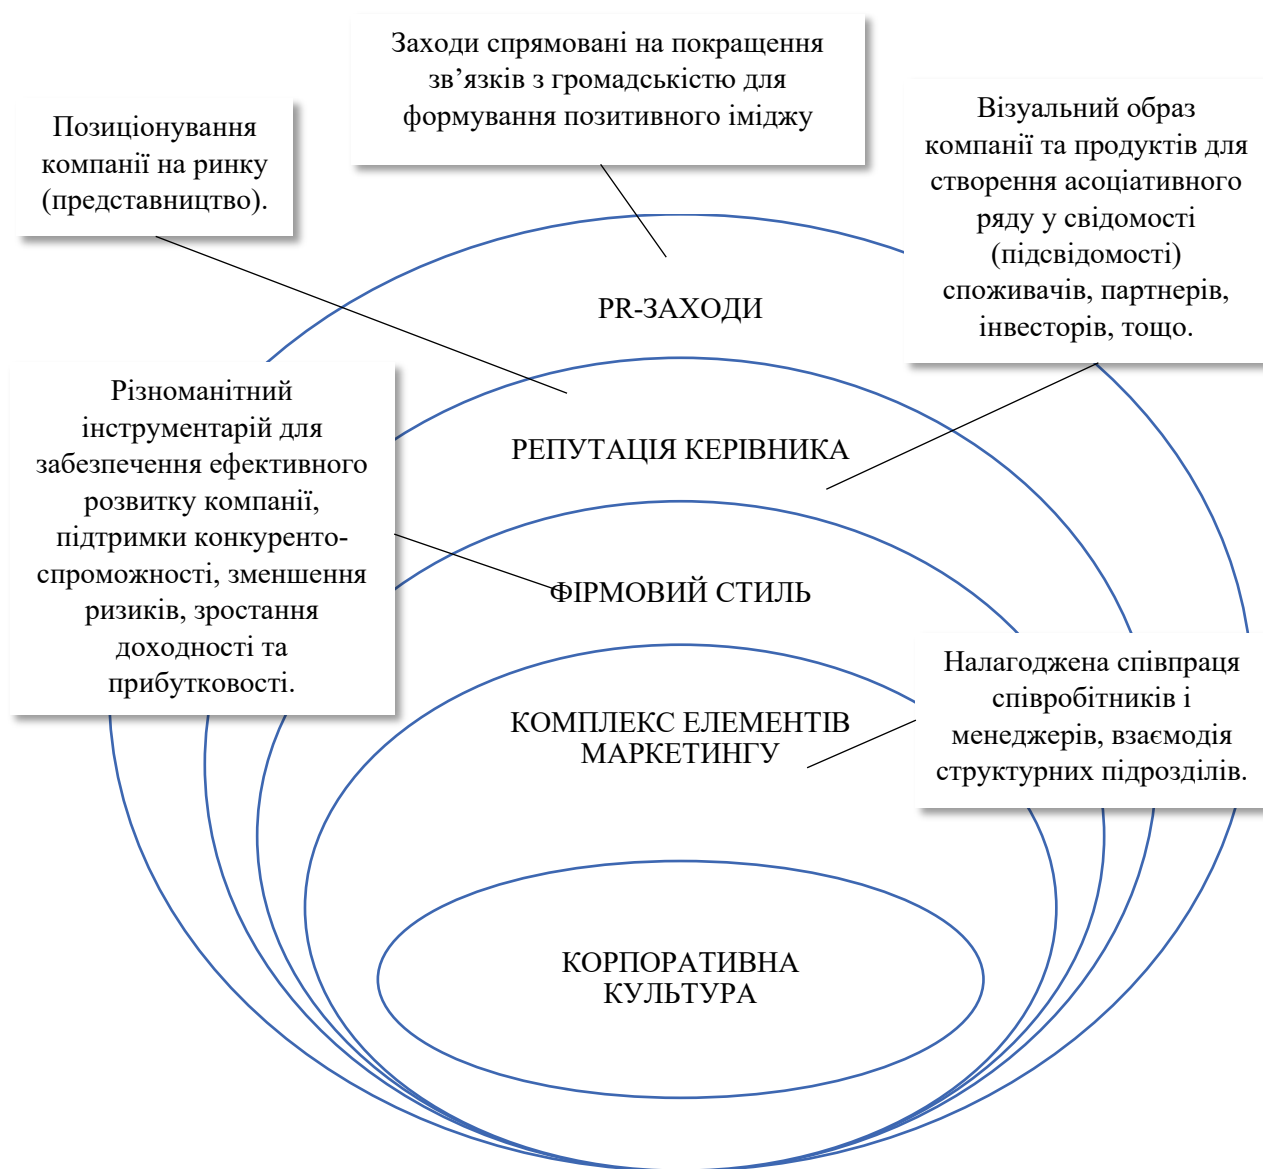 Заходи спрямовані на покращення
зв’язків з громадськістю для
формування позитивного іміджу
Позиціонування
компанії на ринку
(представництво).
Візуальний образ
компанії та продуктів для
створення асоціативного
ряду у свідомості
(підсвідомості)
споживачів, партнерів,
інвесторів, тощо.
PR-ЗАХОДИ
Різноманітний
інструментарій для
забезпечення ефективного
розвитку компанії,
підтримки конкуренто-
спроможності, зменшення
ризиків, зростання
доходності та
прибутковості.
РЕПУТАЦІЯ КЕРІВНИКА
ФІРМОВИЙ СТИЛЬ
Налагоджена співпраця
співробітників і
менеджерів, взаємодія
структурних підрозділів.
КОМПЛЕКС ЕЛЕМЕНТІВ
МАРКЕТИНГУ
КОРПОРАТИВНА
КУЛЬТУРА